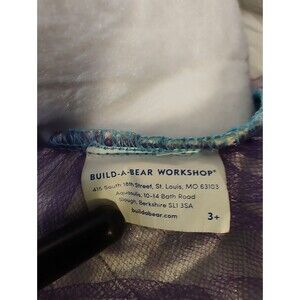 BUILD-A-BEAR WORKSHOP®
415 South 18th Street, St. Louis, MO 63103
Aquasulis, 10-14 Bath Road
Slough, Berkshire SL1 3SA
buildabear.com
3+